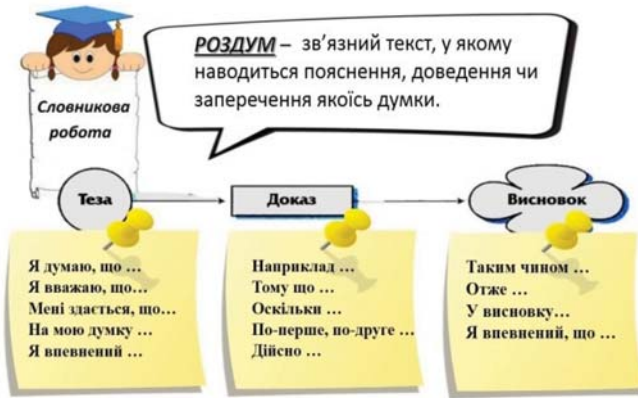 РОЗДУМ – зв’язний текст, у якому
наводиться пояснення, доведення чи
заперечення якоїсь думки.
Словникова
робота
Теза
Доказ
Висновок
Я думаю, що ...
Я вважаю, що...
Мені здається, що...
На мою думку ...
Я впевнений ...
Наприклад ...
Тому що ...
Оскільки ...
По-перше, по-друге ...
Дійсно ...
Таким чином ...
Отже ...
У висновку...
Я впевнений, що ...